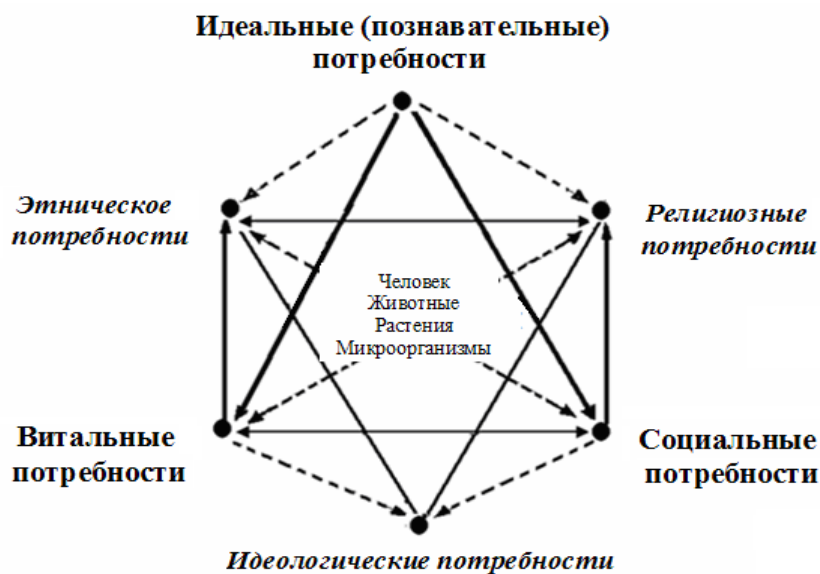 Идеальные (познавательные)
потребности
Этническое
потребности
Религиозные
потребности
Человек
Животные
Растения
Микроорганизмы
Витальные
потребности
Социальные
потребности
Идеологические потребности